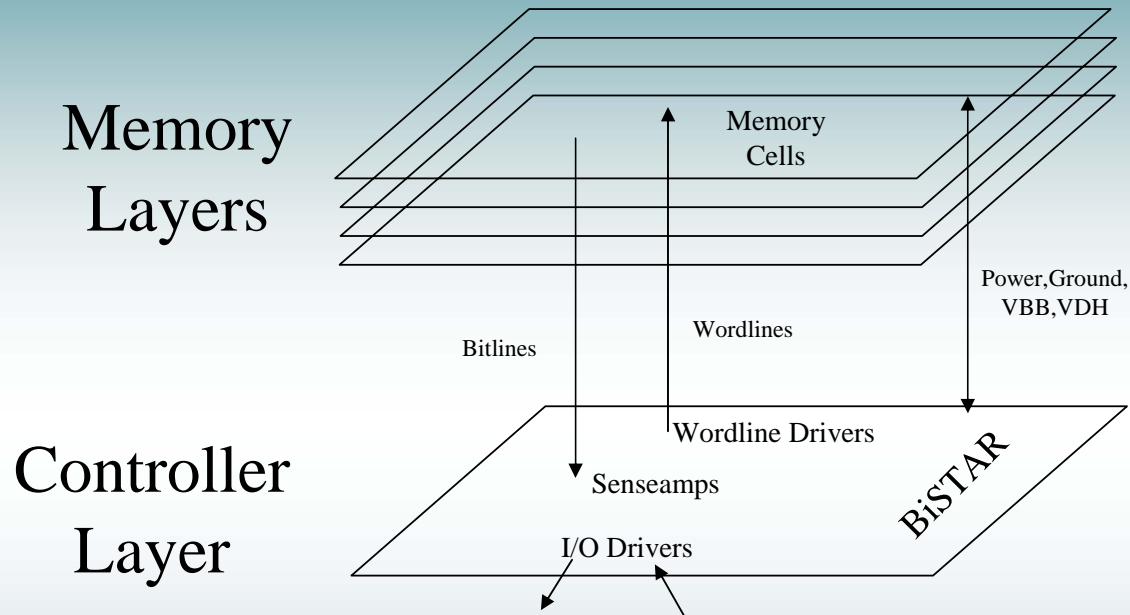 Memory
Layers
Memory
Cells
Power,Ground,
VBB,VDH
Wordlines
Bitlines
Controller
Layer
Wordline Drivers
Senseamps
BiSTAR
I/O Drivers